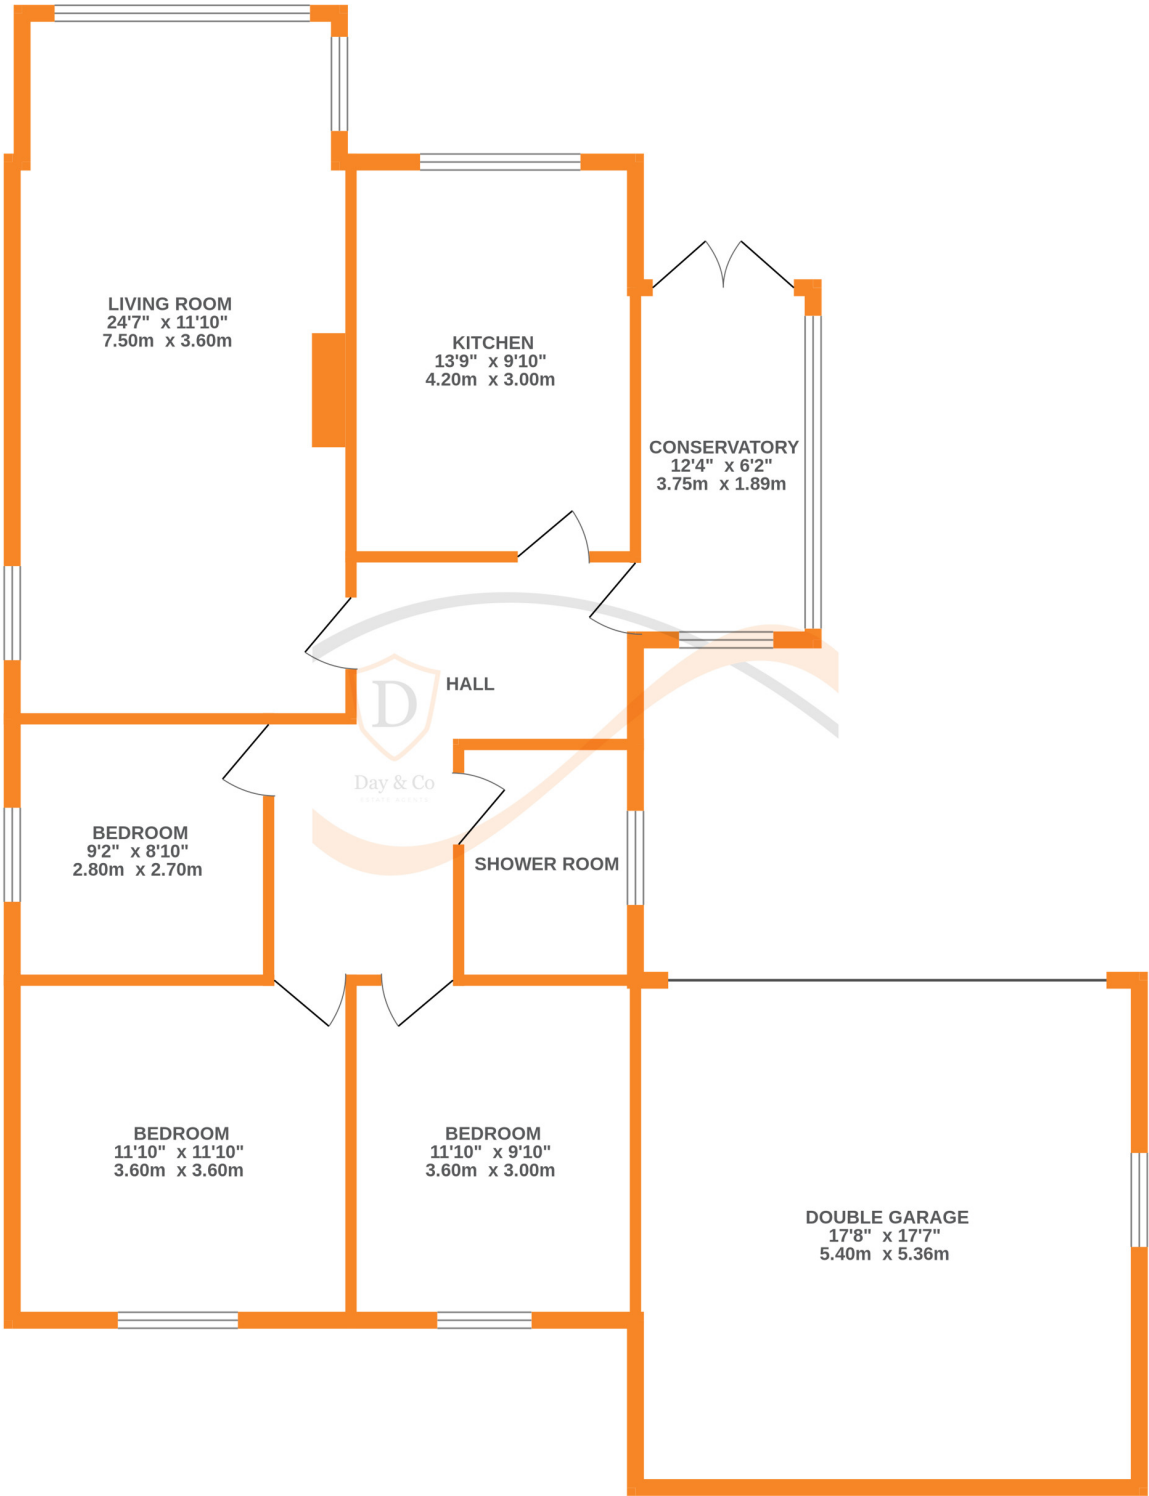 LIVING ROOM
24'7" x 11'10"
7.50m x 3.60m
KITCHEN
13'9" x 9'10"
4.20m x 3.00m
CONSERVATORY
12'4" x 6'2"
3.75m x 1.89m
HALL
D
Day & Co
ESTATE AGENTS
BEDROOM
9'2" x 8'10"
2.80m x 2.70m
SHOWER ROOM
BEDROOM
11'10" x 11'10"
3.60m x 3.60m
BEDROOM
11'10" x 9'10"
3.60m x 3.00m
DOUBLE GARAGE
17'8" x 17'7"
5.40m x 5.36m